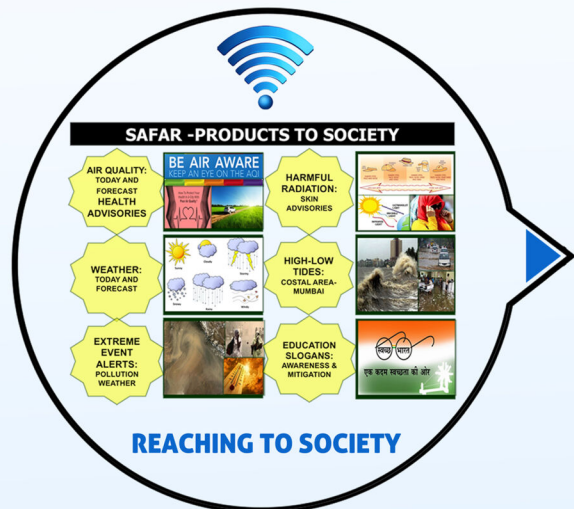 SAFAR -PRODUCTS TO SOCIETY
AIR QUALITY:
TODAY AND
FORECAST
HEALTH
ADVISORIES
BE AIR AWARE
KEEP AN EYE ON THE AQI
HARMFUL
RADIATION:
SKIN
ADVISORIES
WEATHER:
TODAY AND
FORECAST
HIGH-LOW
TIDES:
COSTAL AREA-
MUMBAI
EXTREME
EVENT
ALERTS:
POLLUTION
WEATHER
EDUCATION
SLOGANS:
AWARENESS &
MITIGATION
स्वच्छ भारत
एक कदम स्वच्छता की ओर
REACHING TO SOCIETY